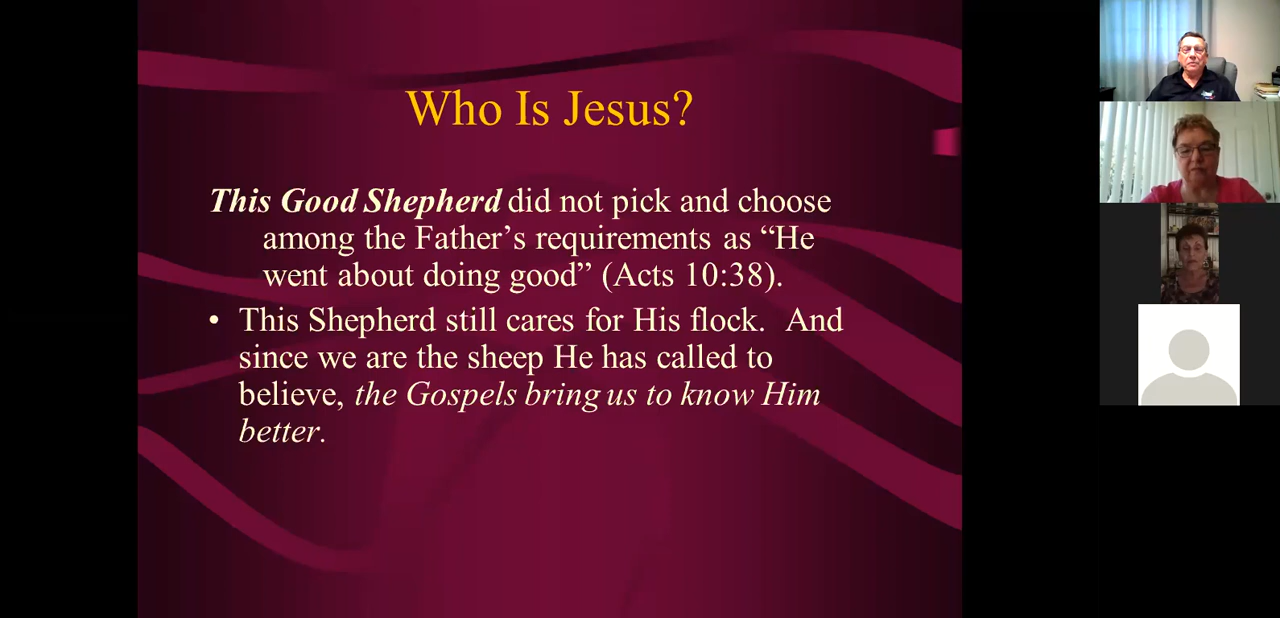 Who Is Jesus?
This Good Shepherd did not pick and choose
among the Father’s requirements as “He
went about doing good” (Acts 10:38).
• This Shepherd still cares for His flock.  And
since we are the sheep He has called to
believe, the Gospels bring us to know Him
better.